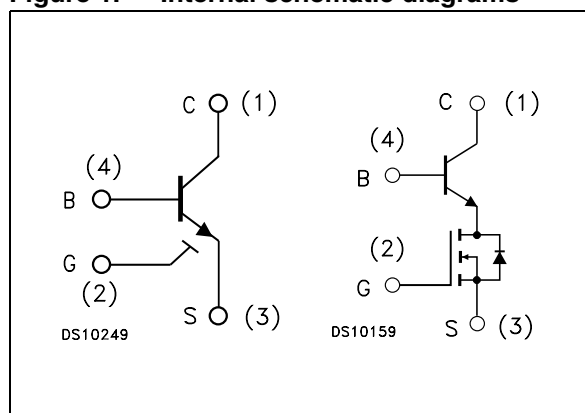 Figure 1. Internal schematic diagrams
C (1)
(4)
B
G
(2)
S (3)
DS10249
C (1)
(4)
B
(2)
G
S (3)
DS10159